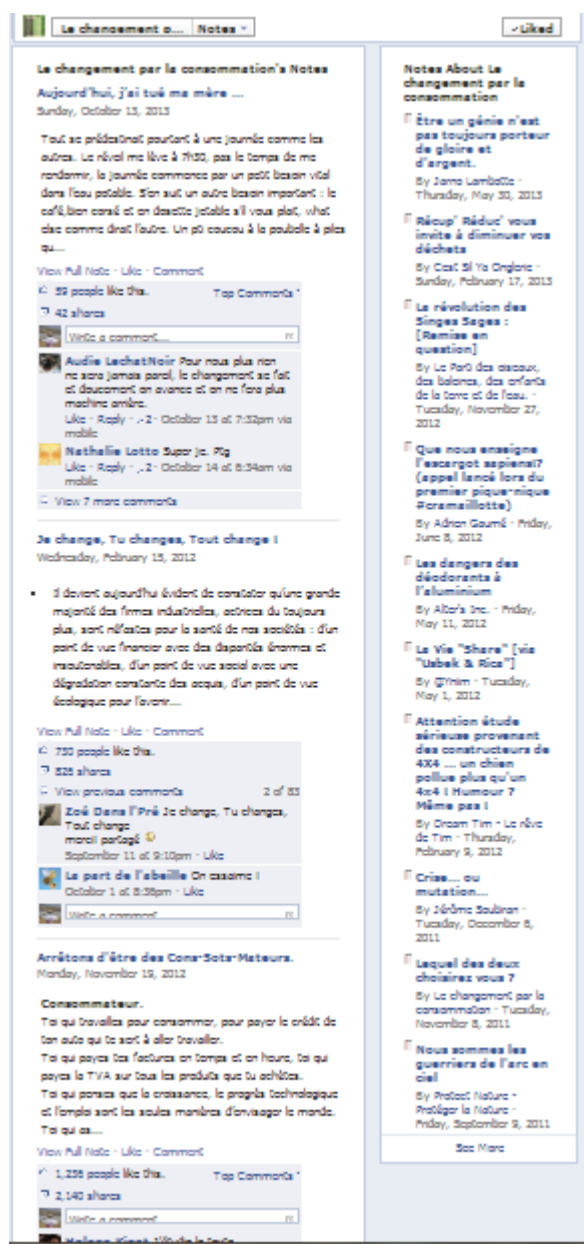 Le changement o... Notes
Liked
Le changement par la consommation's Notes
Aujourd'hui, j'ai tué ma mère ...
Sunday, October 13, 2013
Tout se prédestinait pourtant à une journée comme les
autres. Le réveil me lève à 7h30, pas le temps de me
rendormir, la journée commence par un petit besoin vital
dans l'eau potable. S'en suit un autre besoin important : le
café, bien corsé et en dosette jetable s'il vous plait, what
else comme dirait l'autre. Un p'ti coucou à la poubelle à piles
qu....
View Full Note · Like · Comment
59 people like this. Top Comments
42 shares
Write a comment...
Audie LechatNoir Pour nous plus rien
ne sera jamais pareil, le changement se fait
et doucement on avance et on ne fera plus
machine arrière.
Like · Reply · 2 · October 13 at 7:32pm via
mobile
Nathalie Lotto Super je. Ptg
Like · Reply · 2 · October 14 at 8:34am via
mobile
View 7 more comments
Je change, Tu changes, Tout change !
Wednesday, February 15, 2012
• Il devient aujourd'hui évident de constater qu'une grande
majorité des firmes industrielles, actrices du toujours
plus, sont néfastes pour la santé de nos sociétés : d'un
point de vue financier avec des disparités énormes et
insoutenables, d'un point de vue social avec une
dégradation constante des acquis, d'un point de vue
écologique pour l'avenir....
View Full Note · Like · Comment
730 people like this.
826 shares
View previous comments 2 of 83
Zoé Dans l'Pré Je change, Tu changes,
Tout change
merci! partagé
September 11 at 9:10pm · Like
La part de l'abeille On essaime !
October 1 at 8:38pm · Like
Write a comment...
Arrêtons d'être des Cons-Sots-Mateurs.
Monday, November 19, 2012
Consommateur.
Toi qui travailles pour consommer, pour payer le crédit de
ton auto qui te sert à aller travailler.
Toi qui payes tes factures en temps et en heure, toi qui
payes la TVA sur tous les produits que tu achètes.
Toi qui penses que la croissance, le progrès technologique
et l'emploi sont les seules manières d'envisager le monde.
Toi qui as....
View Full Note · Like · Comment
1,236 people like this. Top Comments
2,140 shares
Write a comment...
Notes About Le
changement par la
consommation
Être un génie n'est
pas toujours porteur
de gloire et
d'argent.
By Jorna Lambotte ·
Thursday, May 30, 2013
Récup' Réduc' vous
invite à diminuer vos
déchets
By Cest Si Ya Onglerie ·
Sunday, February 17, 2013
La révolution des
Singes Sages :
[Remise en
question]
By Le Parti des oiseaux,
des baleines, des enfants
de la terre et de l'eau. ·
Tuesday, November 27,
2012
Que nous enseigne
l'escargot sapiens!?
(appel lancé lors du
premier pique-nique
#cramaillotte)
By Adrien Gaumé · Friday,
June 8, 2012
Les dangers des
déodorants à
l'aluminium
By Alter's Inc. · Friday,
May 11, 2012
La Vie "Share" [via
"Usbek & Rica"]
By @Yhim · Tuesday,
May 1, 2012
Attention étude
sérieuse provenant
des constructeurs de
4X4 ... un chien
pollue plus qu'un
4x4 ! Humour ?
Même pas !
By Dream Tim - Le rêve
de Tim · Thursday,
February 9, 2012
Crise... ou
mutation...
By Jérôme Soubiran ·
Tuesday, December 6,
2011
Lequel des deux
choisirez vous ?
By Le changement par la
consommation · Tuesday,
November 8, 2011
Nous sommes les
guerriers de l'arc en
ciel
By Protect Nature -
Protéger la Nature ·
Friday, September 9, 2011
See More